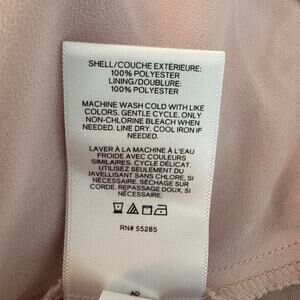 SHELL/COUCHE EXTÉRIEURE:
100% POLYESTER
LINING/DOUBLURE:
100% POLYESTER
MACHINE WASH COLD WITH LIKE
COLORS. GENTLE CYCLE. ONLY
NON-CHLORINE BLEACH WHEN
NEEDED. LINE DRY. COOL IRON IF
NEEDED.
LAVER À LA MACHINE À L'EAU
FROIDE AVEC COULEURS
SIMILAIRES. CYCLE DÉLICAT.
UTILISEZ SEULEMENT DU
JAVELLISANT SANS CHLORE, SI
NÉCESSAIRE. SÉCHAGE SUR
CORDE. REPASSAGE DOUX, SI
NÉCESSAIRE.
RN# 55285
AD